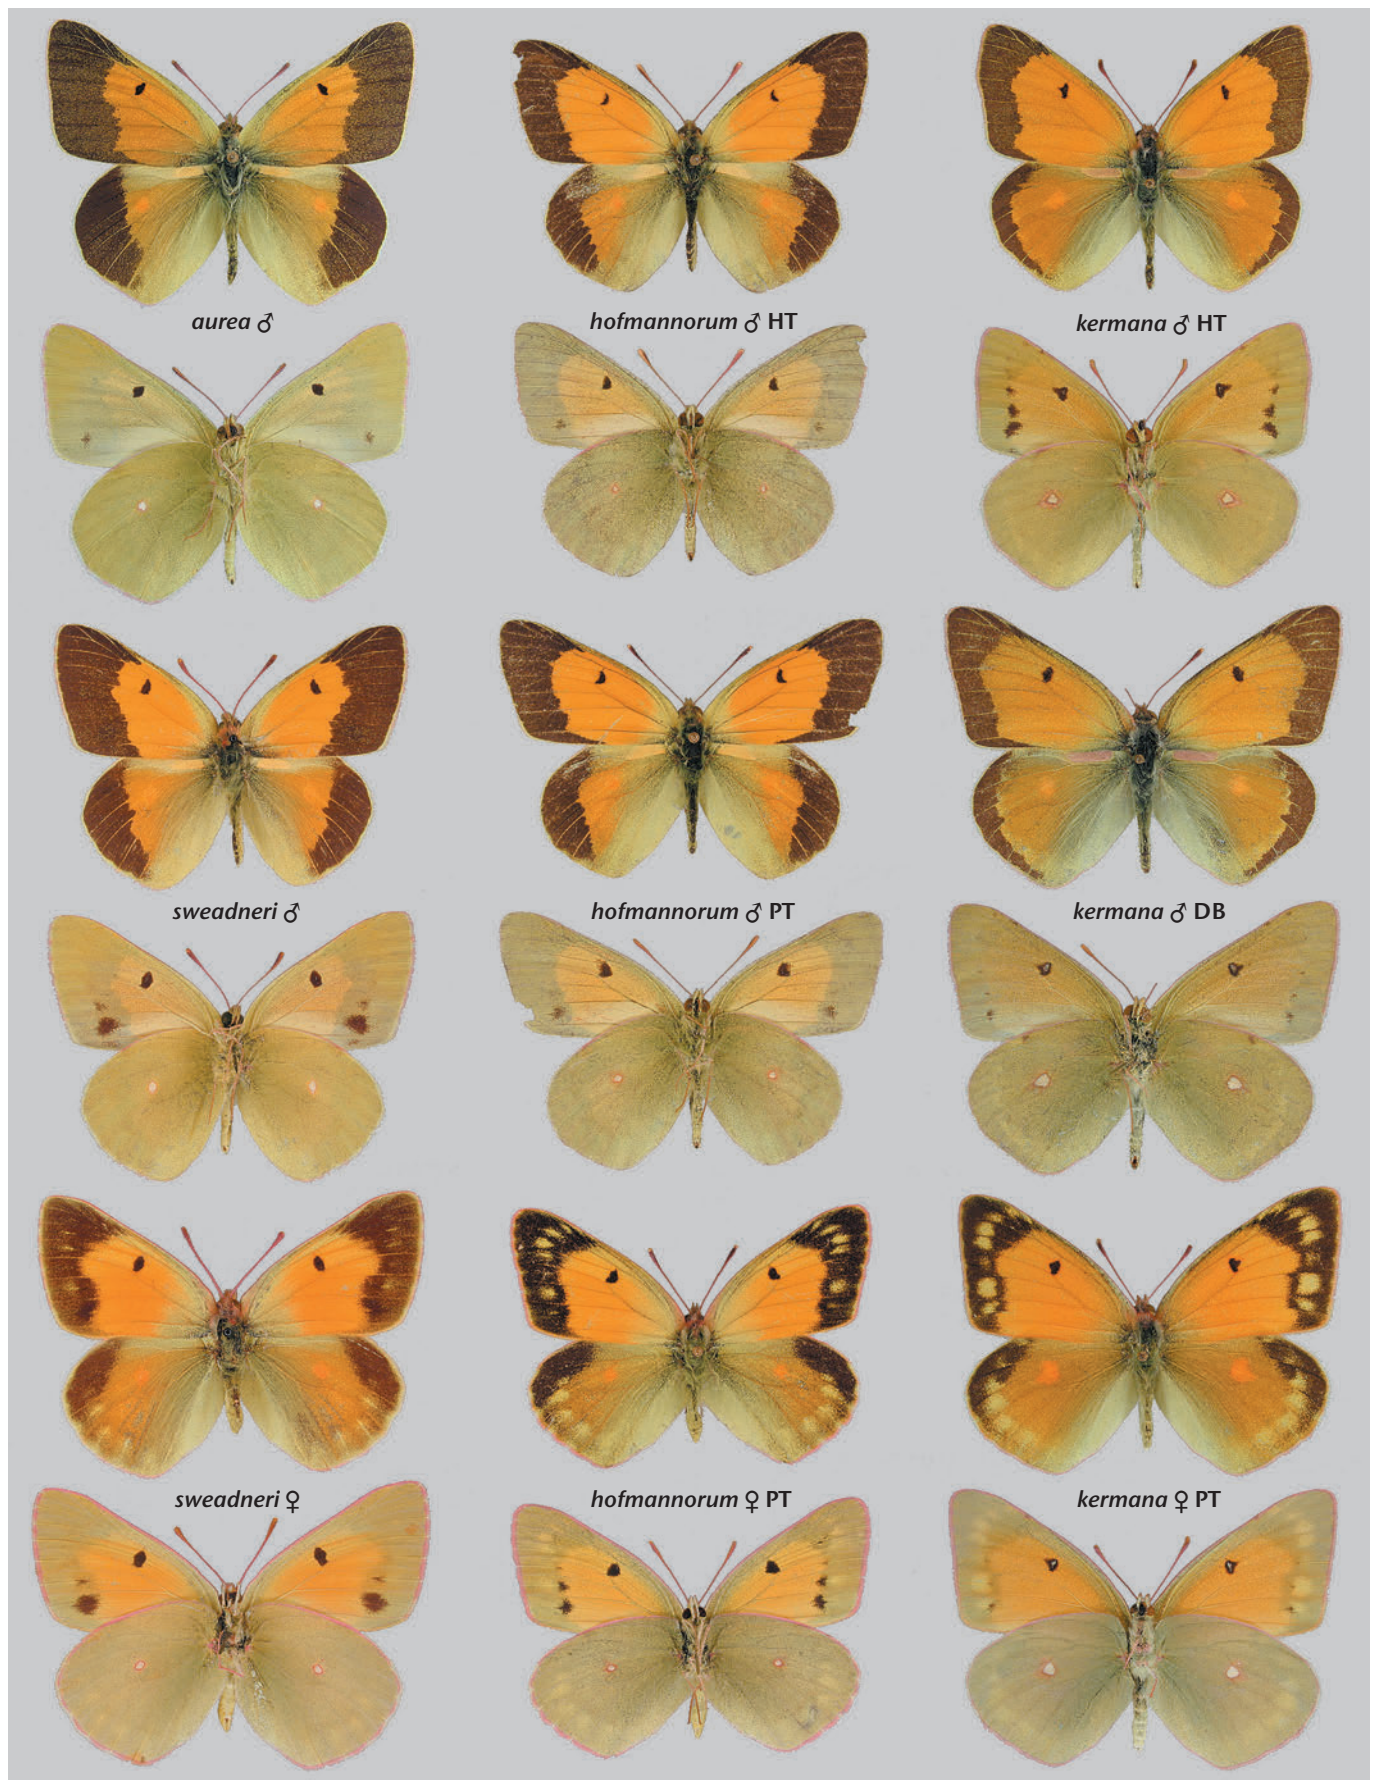 aurea ♂
hofmannorum ♂ HT
kermana ♂ HT
sweadneri ♂
hofmannorum ♂ PT
kermana ♂ DB
sweadneri ♀
hofmannorum ♀ PT
kermana ♀ PT